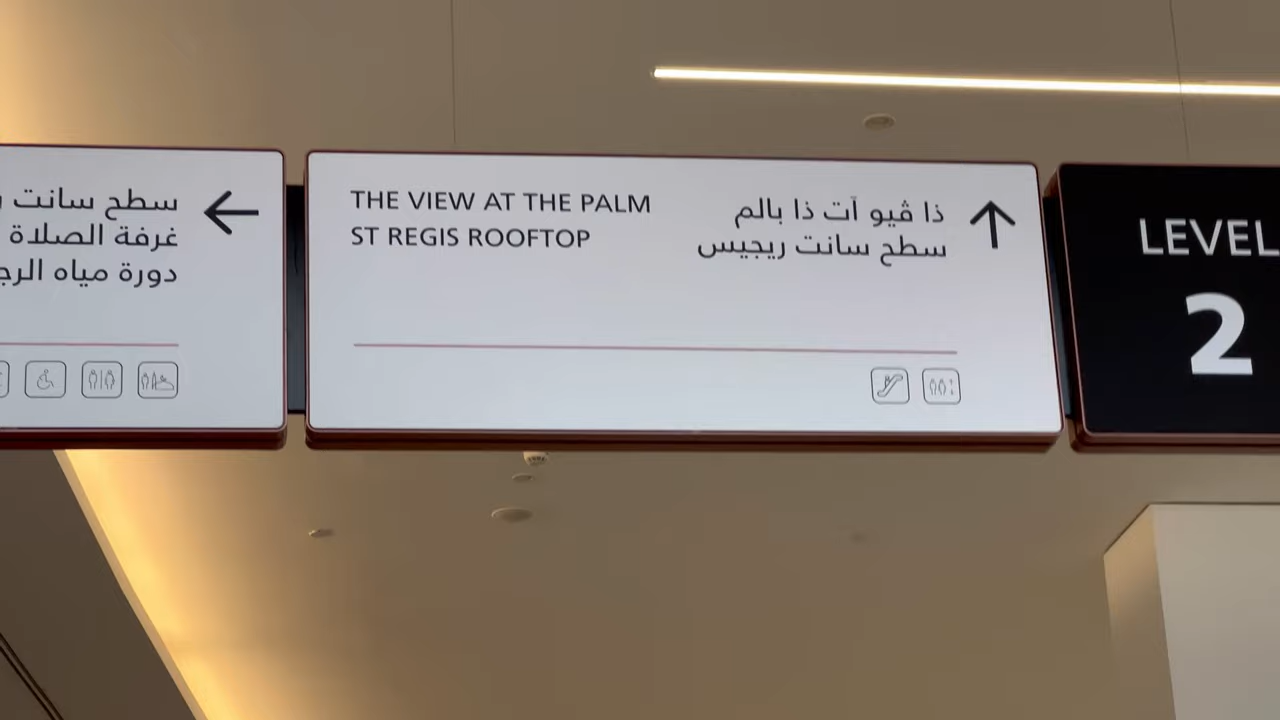 سطح سانت
غرفة الصلاة
دورة مياه
THE VIEW AT THE PALM
ST REGIS ROOFTOP
ذا ڤيو آت ذا بالم
سطح سانت ريجيس
LEVEL
2